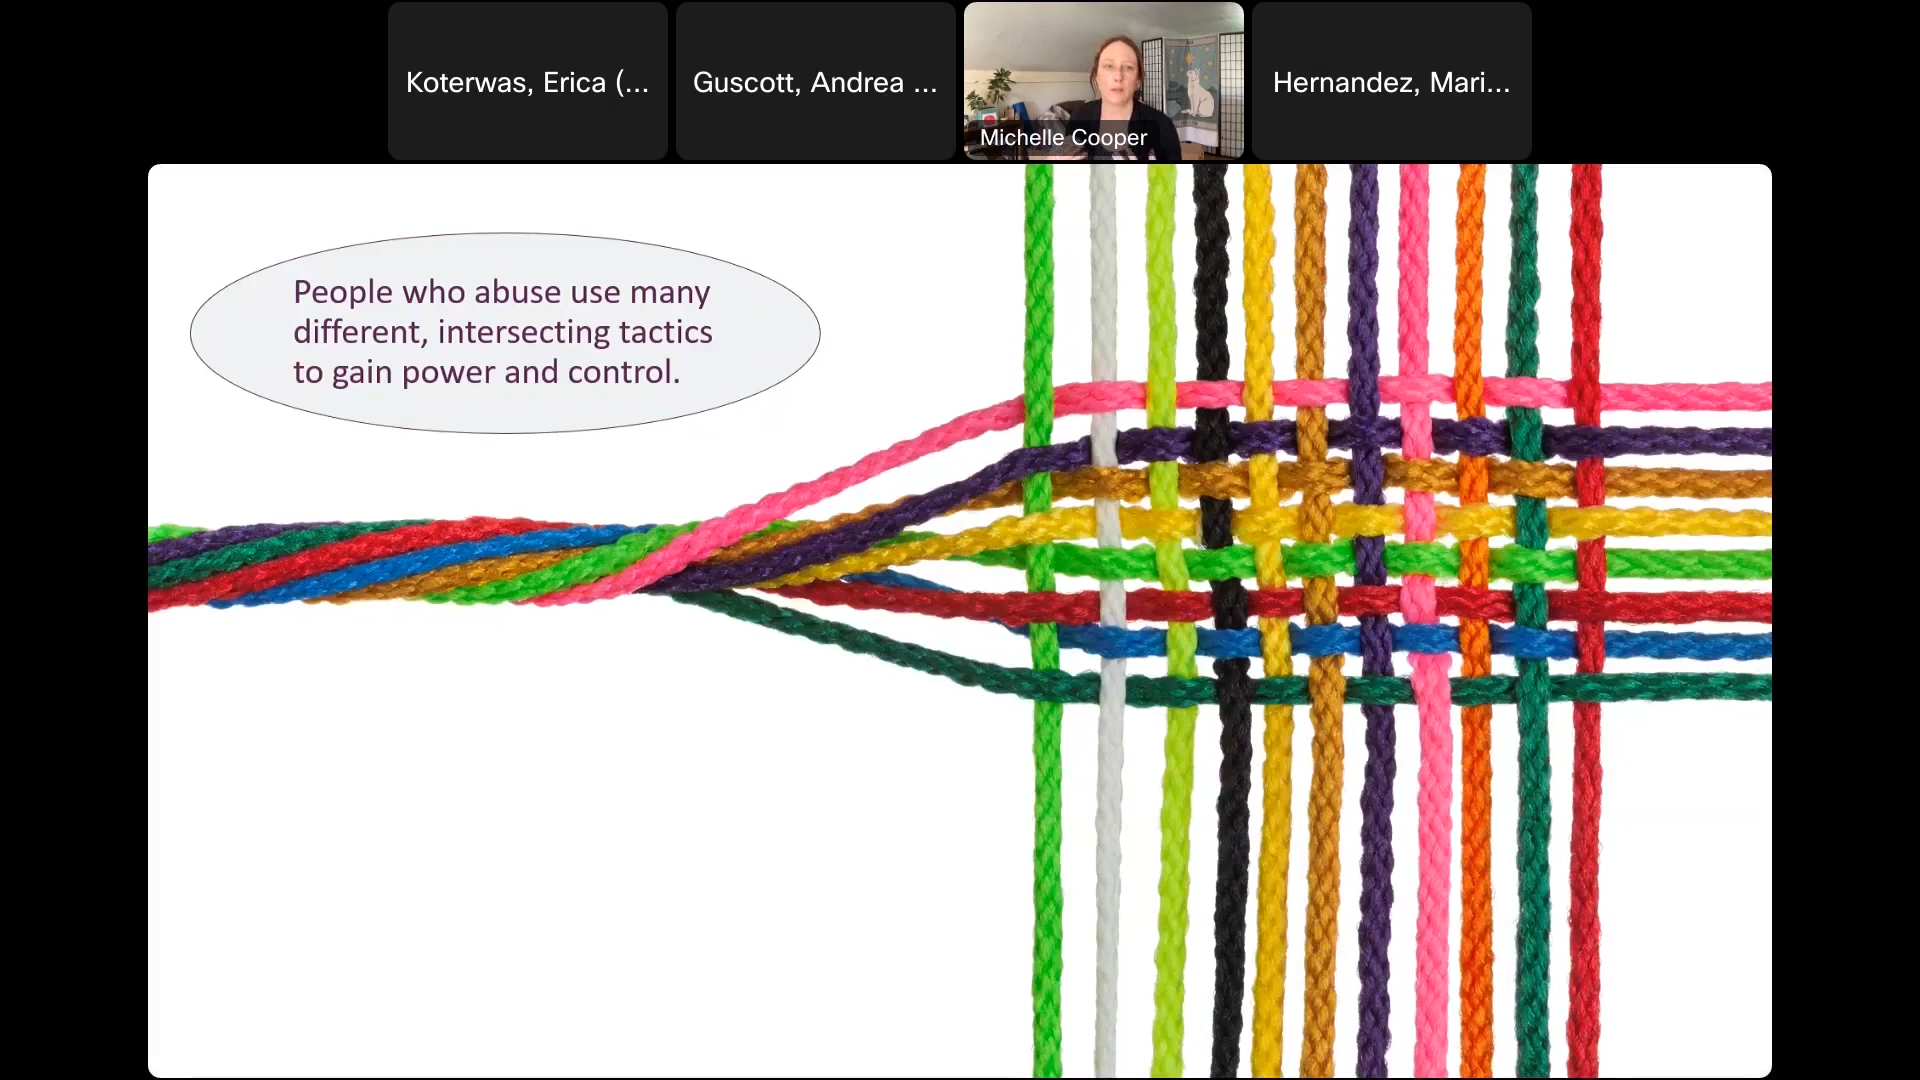 Koterwas, Erica (...
Guscott, Andrea ...
Michelle Cooper
Hernandez, Mari...
People who abuse use many
different, intersecting tactics
to gain power and control.